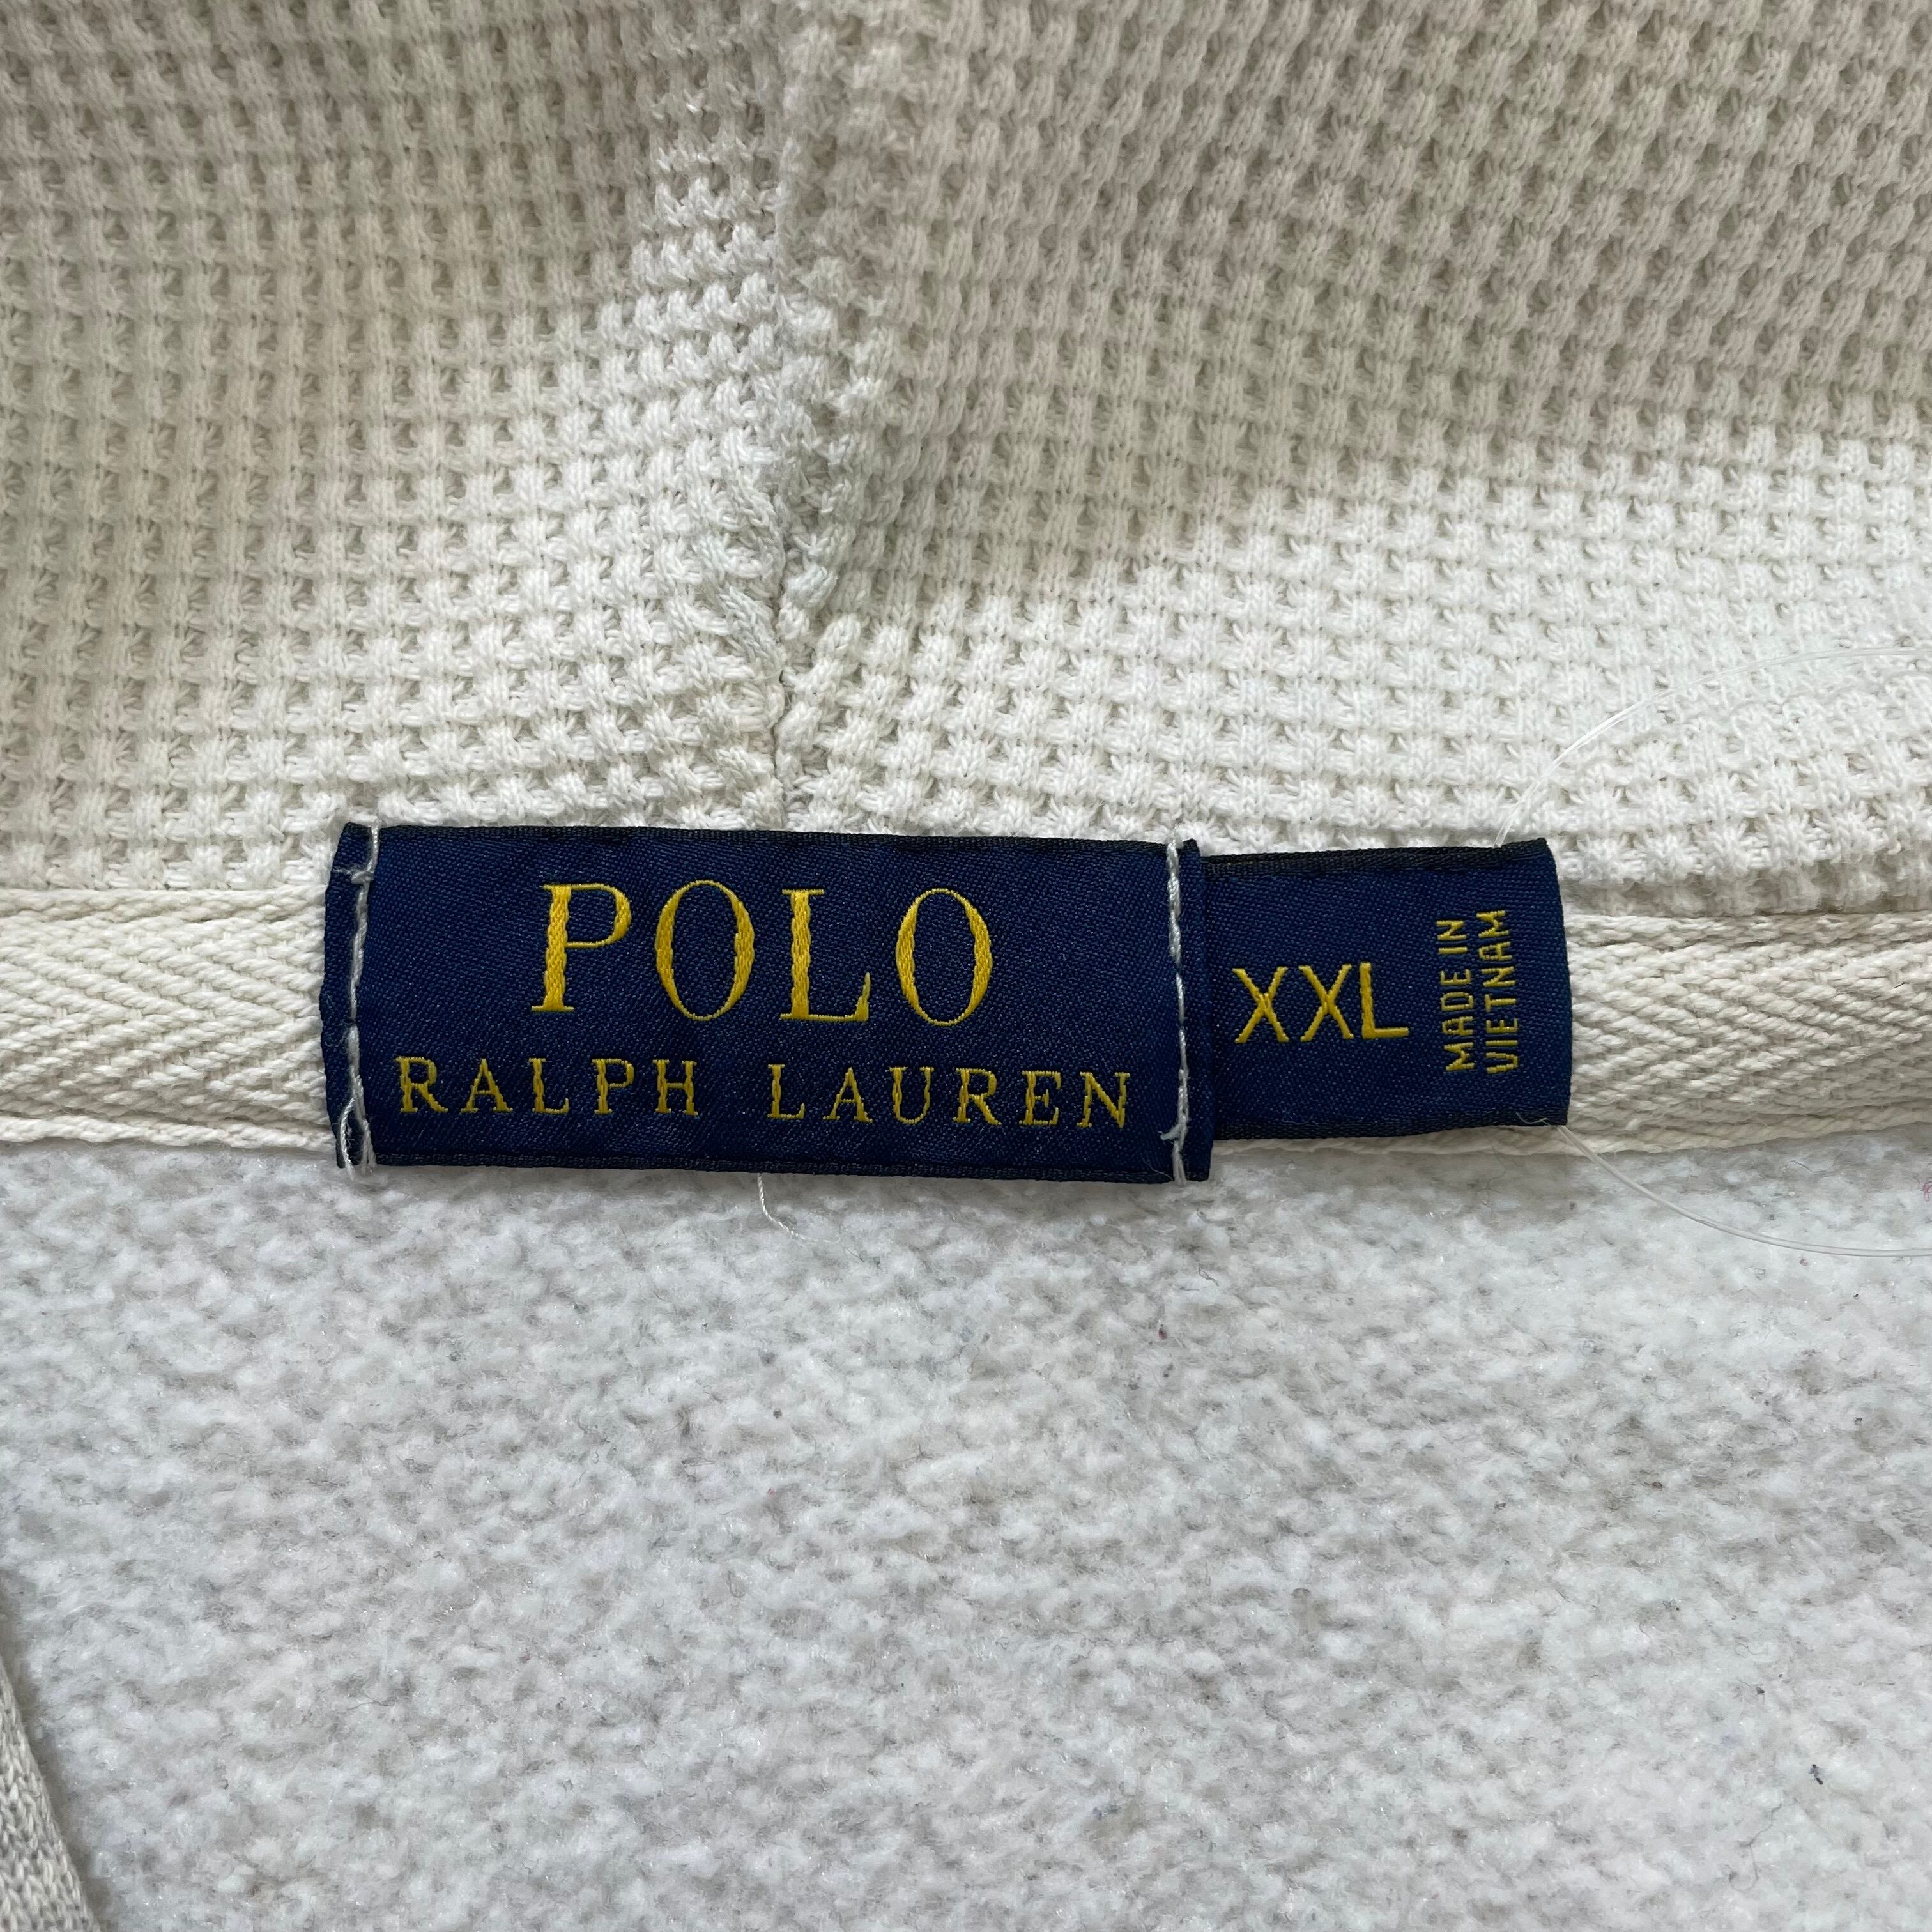 POLO
RALPH LAUREN
XXL
MADE IN
VIETNAM